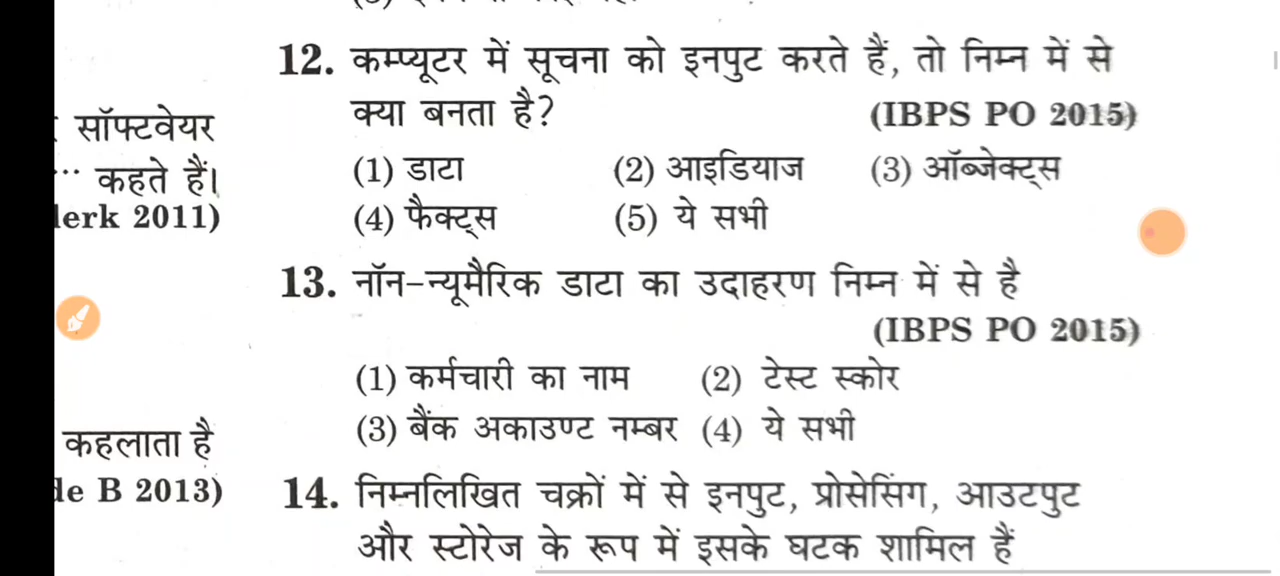 सॉफ्टवेयर
... कहते हैं।
lerk 2011)
कहलाता है
de B 2013)
12. कम्प्यूटर में सूचना को इनपुट करते हैं, तो निम्न में से
क्या बनता है? (IBPS PO 2015)
(1) डाटा (2) आइडियाज (3) ऑब्जेक्ट्स
(4) फैक्ट्स (5) ये सभी
13. नॉन-न्यूमैरिक डाटा का उदाहरण निम्न में से है
(IBPS PO 2015)
(1) कर्मचारी का नाम (2) टेस्ट स्कोर
(3) बैंक अकाउण्ट नम्बर (4) ये सभी
14. निम्नलिखित चक्रों में से इनपुट, प्रोसेसिंग, आउटपुट
और स्टोरेज के रूप में इसके घटक शामिल हैं